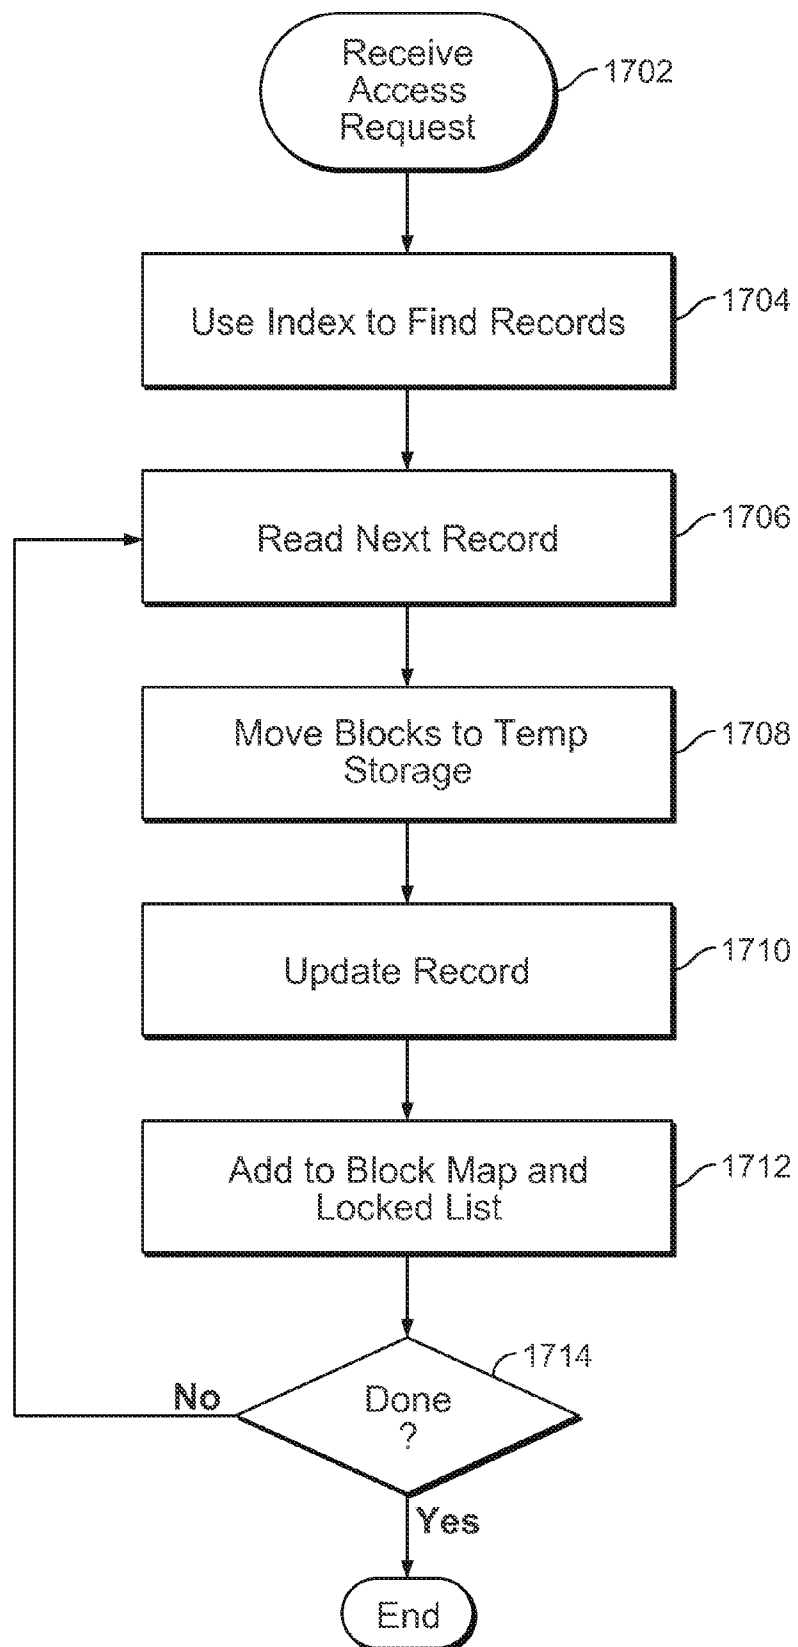 Receive
Access
Request
1702
Use Index to Find Records
1704
Read Next Record
1706
Move Blocks to Temp
Storage
1708
Update Record
1710
Add to Block Map and
Locked List
1712
Done
?
1714
No
Yes
End